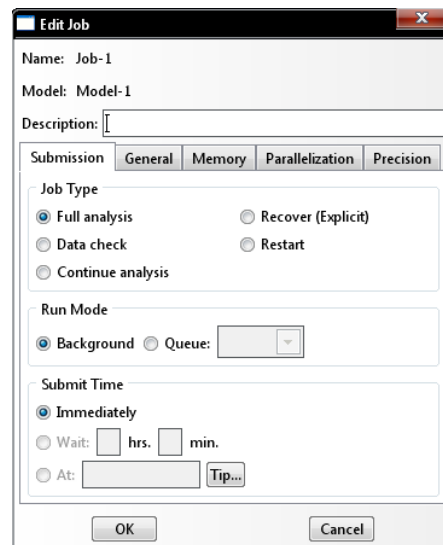 Edit Job
Name: Job-1
Model: Model-1
Description:
Submission General Memory Parallelization Precision
Job Type
Full analysis Recover (Explicit)
Data check Restart
Continue analysis
Run Mode
Background Queue:
Submit Time
Immediately
Wait: hrs. min.
At: Tip...
OK Cancel